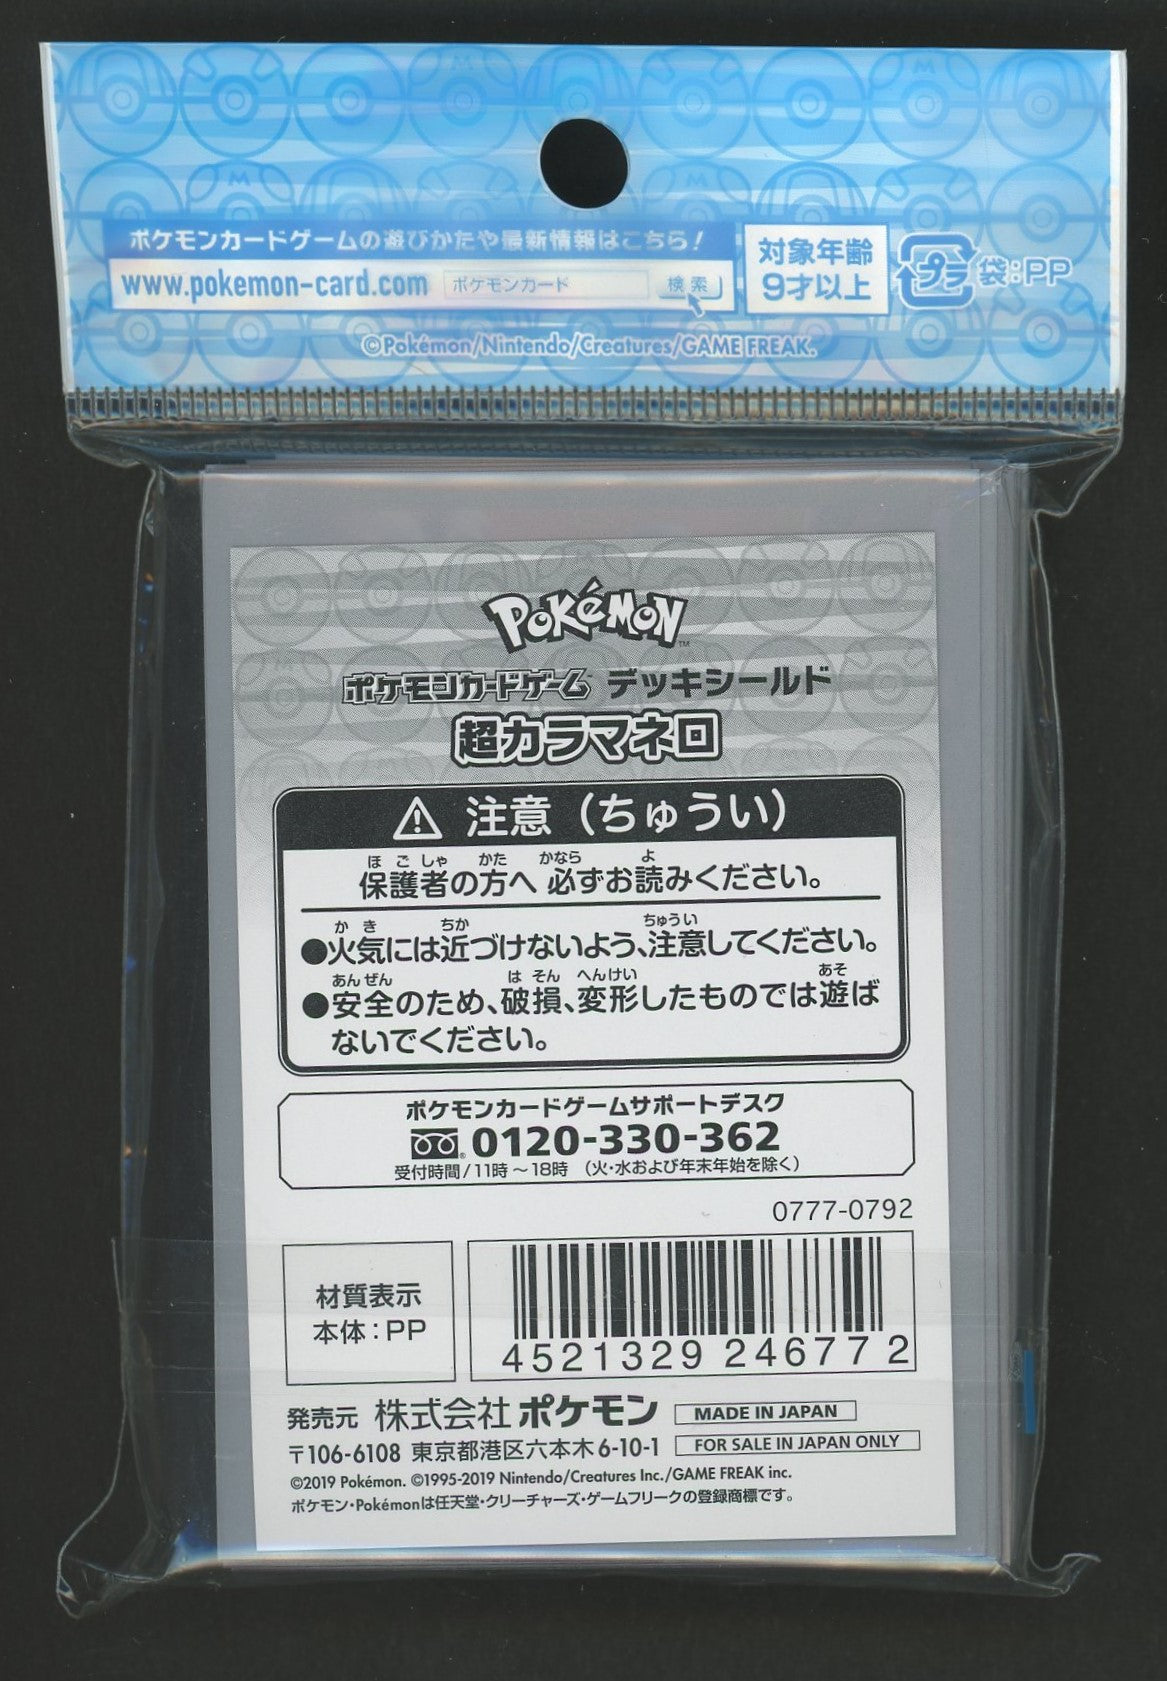 ポケモンカードゲームの遊びかたや最新情報はこちら!
www.pokemon-card.com ポケモンカード 検索
対象年齢
9才以上
プラ 袋:PP
©Pokémon/Nintendo/Creatures/GAME FREAK.
POKéMON™
ポケモンカードゲーム デッキシールド
超カラマネロ
⚠ 注意(ちゅうい)
ほごしゃ かた かなら よ
保護者の方へ 必ずお読みください。
かき ちか ちゅうい
●火気には近づけないよう、注意してください。
あんぜん はそん へんけい あそ
●安全のため、破損、変形したものでは遊ば
ないでください。
ポケモンカードゲームサポートデスク
0120-330-362
受付時間/11時~18時 (火・水および年末年始を除く)
0777-0792
材質表示
本体:PP
4521329 246772
発売元 株式会社ポケモン MADE IN JAPAN
〒106-6108 東京都港区六本木6-10-1 FOR SALE IN JAPAN ONLY
©2019 Pokémon. ©1995-2019 Nintendo/Creatures Inc./GAME FREAK inc.
ポケモン・Pokémonは任天堂・クリーチャーズ・ゲームフリークの登録商標です。